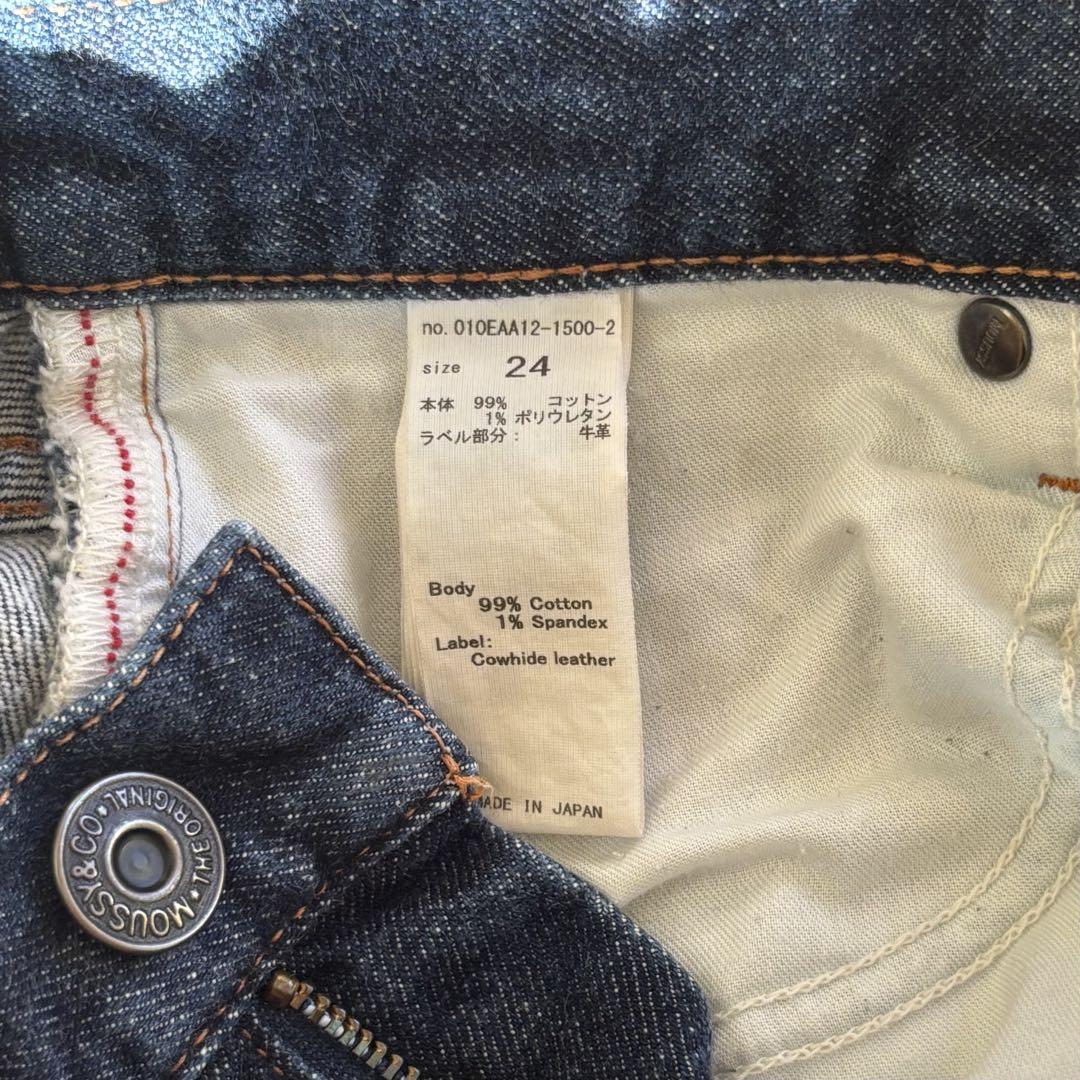 no. 010EAA12-1500-2
size 24
本体 99% コットン
1% ポリウレタン
ラベル部分: 牛革
Body
99% Cotton
1% Spandex
Label:
Cowhide leather
MADE IN JAPAN
MOUSSY&CO • THE ORIGINAL •